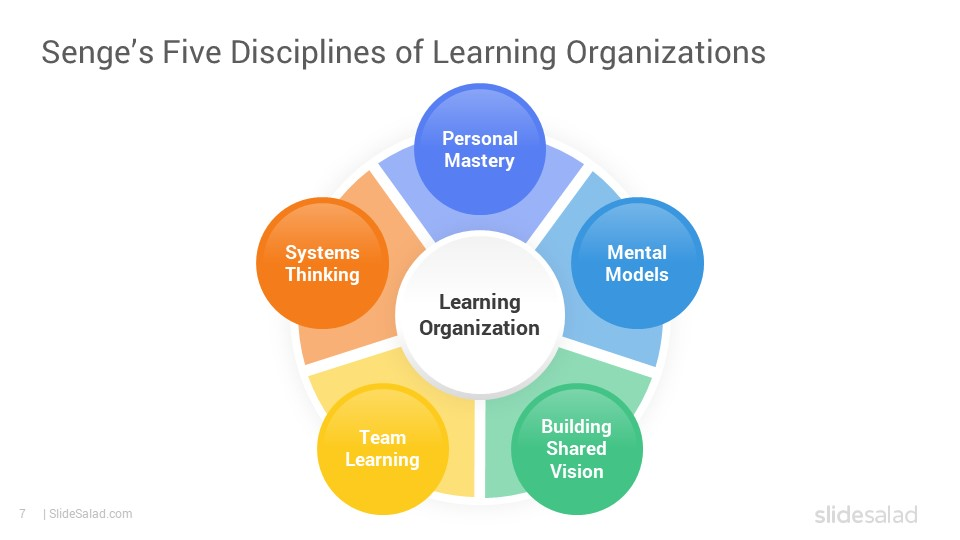 Senge’s Five Disciplines of Learning Organizations
Personal
Mastery
Systems
Thinking
Mental
Models
Learning
Organization
Team
Learning
Building
Shared
Vision
7 | SlideSalad.com
slidesalad